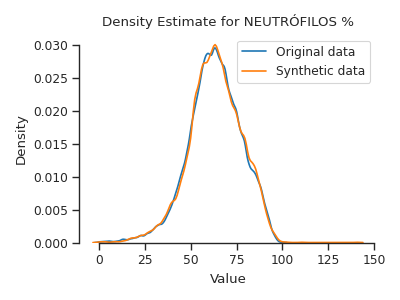 Density Estimate for NEUTRÓFILOS %
Original data
Synthetic data
0.030
0.025
0.020
0.015
0.010
0.005
0.000
Density
0 25 50 75 100 125 150
Value